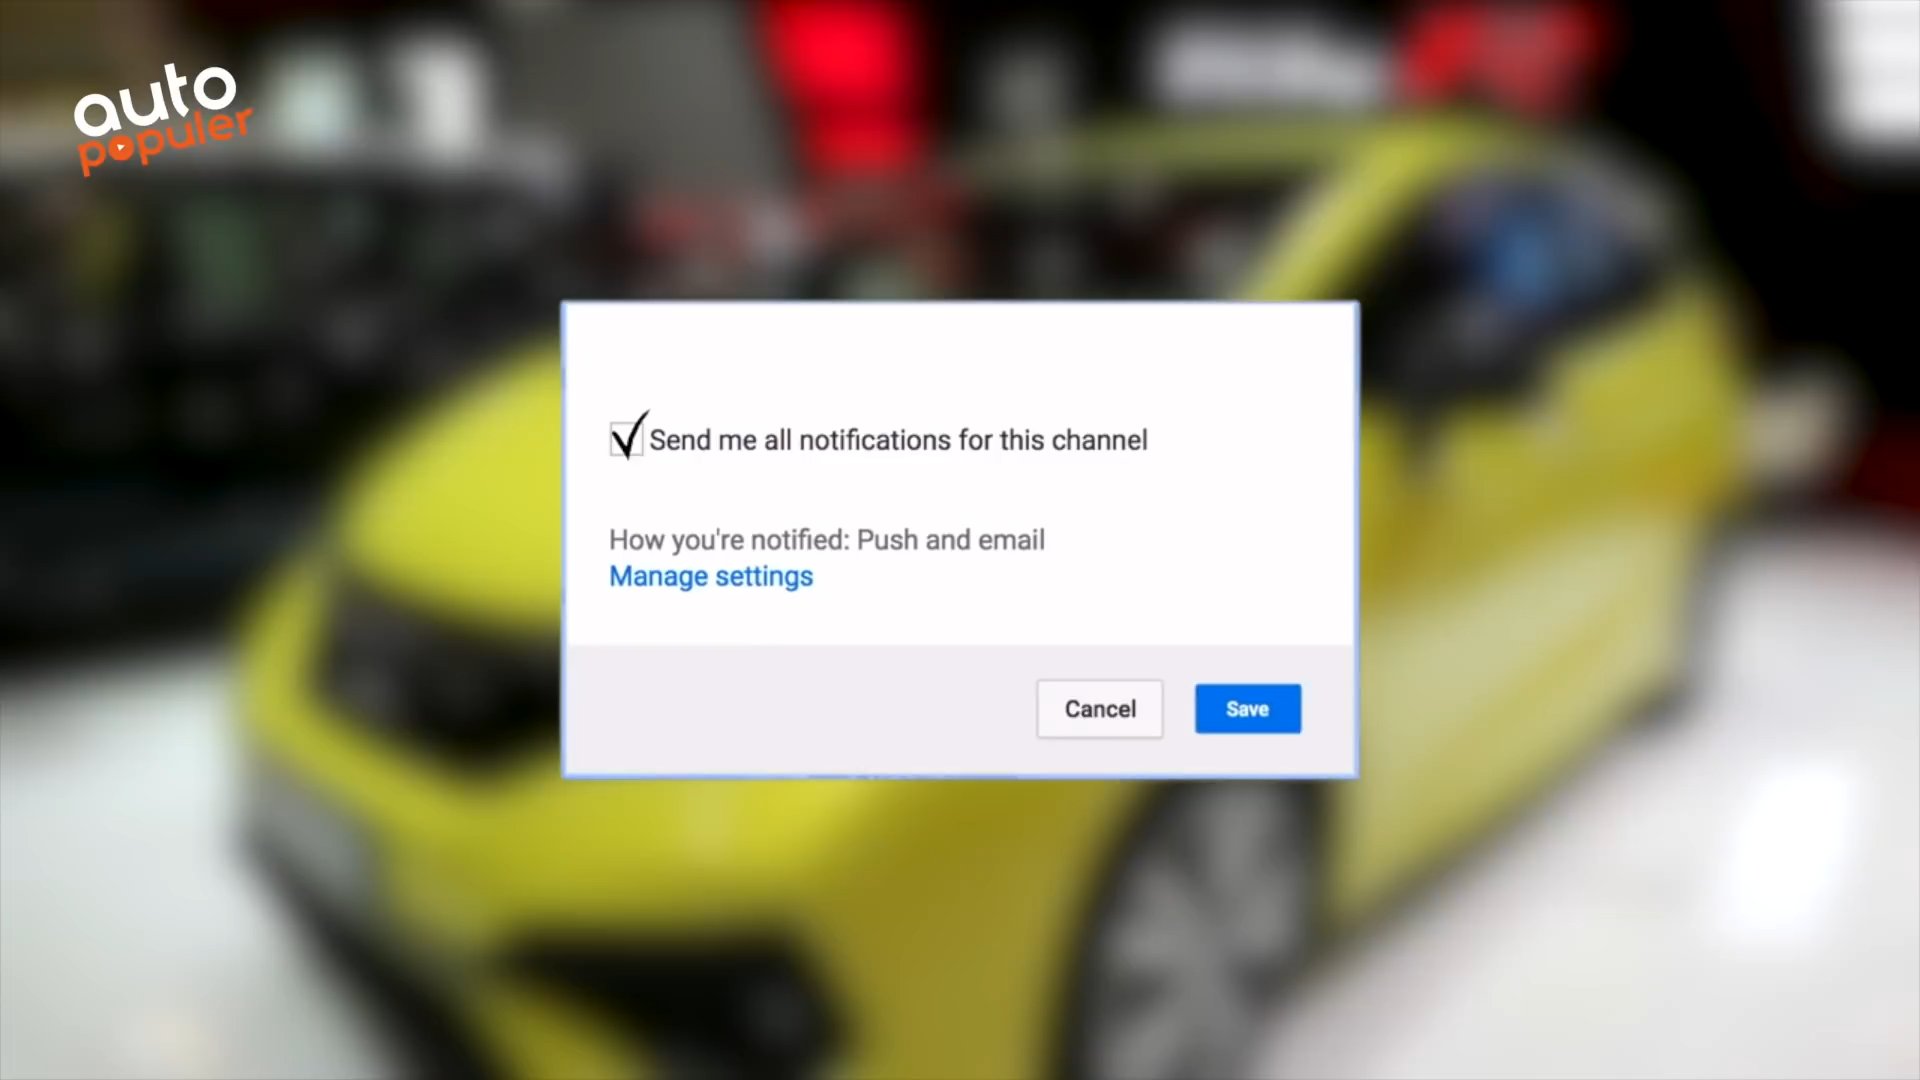 auto
populer
Send me all notifications for this channel
How you're notified: Push and email
Manage settings
Cancel
Save